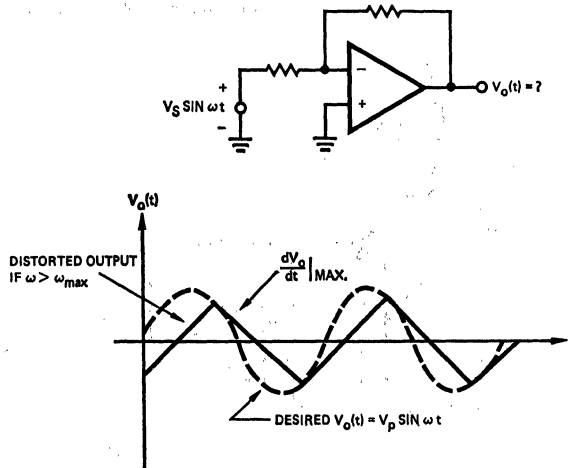 +
V_S SIN ωt
−
−
+
V_o(t) = ?
V_o(t)
DISTORTED OUTPUT
IF ω > ω_max
dV_o
dt | MAX.
DESIRED V_o(t) = V_p SIN ω t